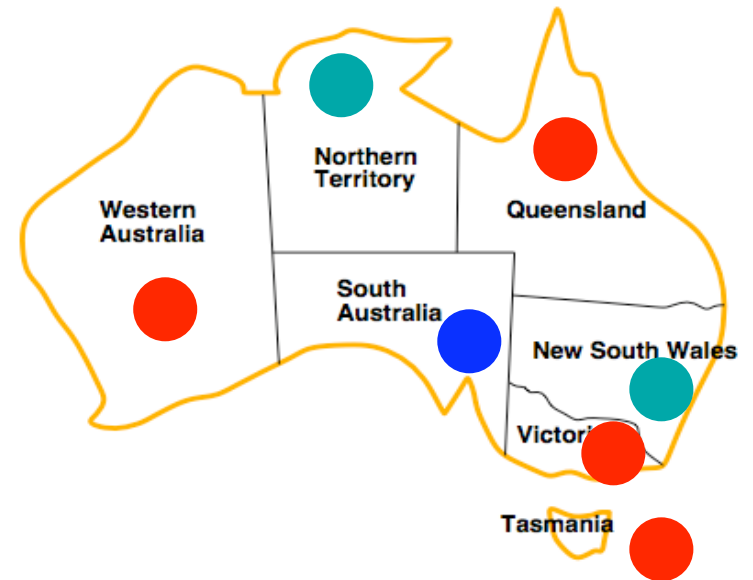 Northern
Territory
Western
Australia
Queensland
South
Australia
New South Wales
Victori
Tasmania